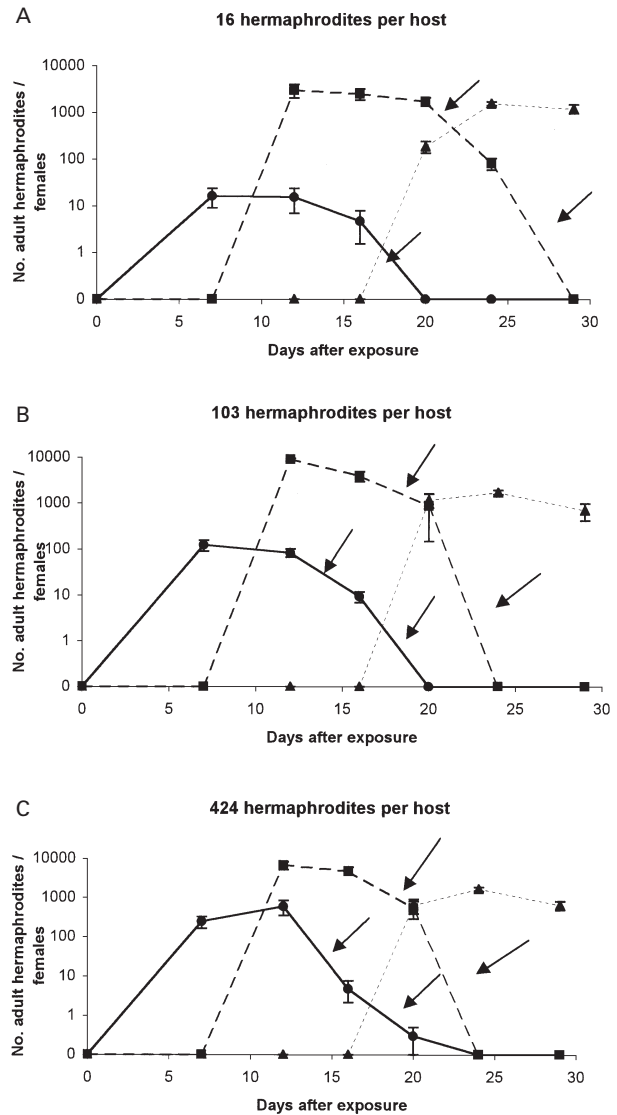 A
16 hermaphrodites per host
No. adult hermaphrodites /
females
10000
1000
100
10
1
0
0 5 10 15 20 25 30
Days after exposure
B
103 hermaphrodites per host
No. adult hermaphrodites /
females
10000
1000
100
10
1
0
0 5 10 15 20 25 30
Days after exposure
C
424 hermaphrodites per host
No. adult hermaphrodites /
females
10000
1000
100
10
1
0
0 5 10 15 20 25 30
Days after exposure